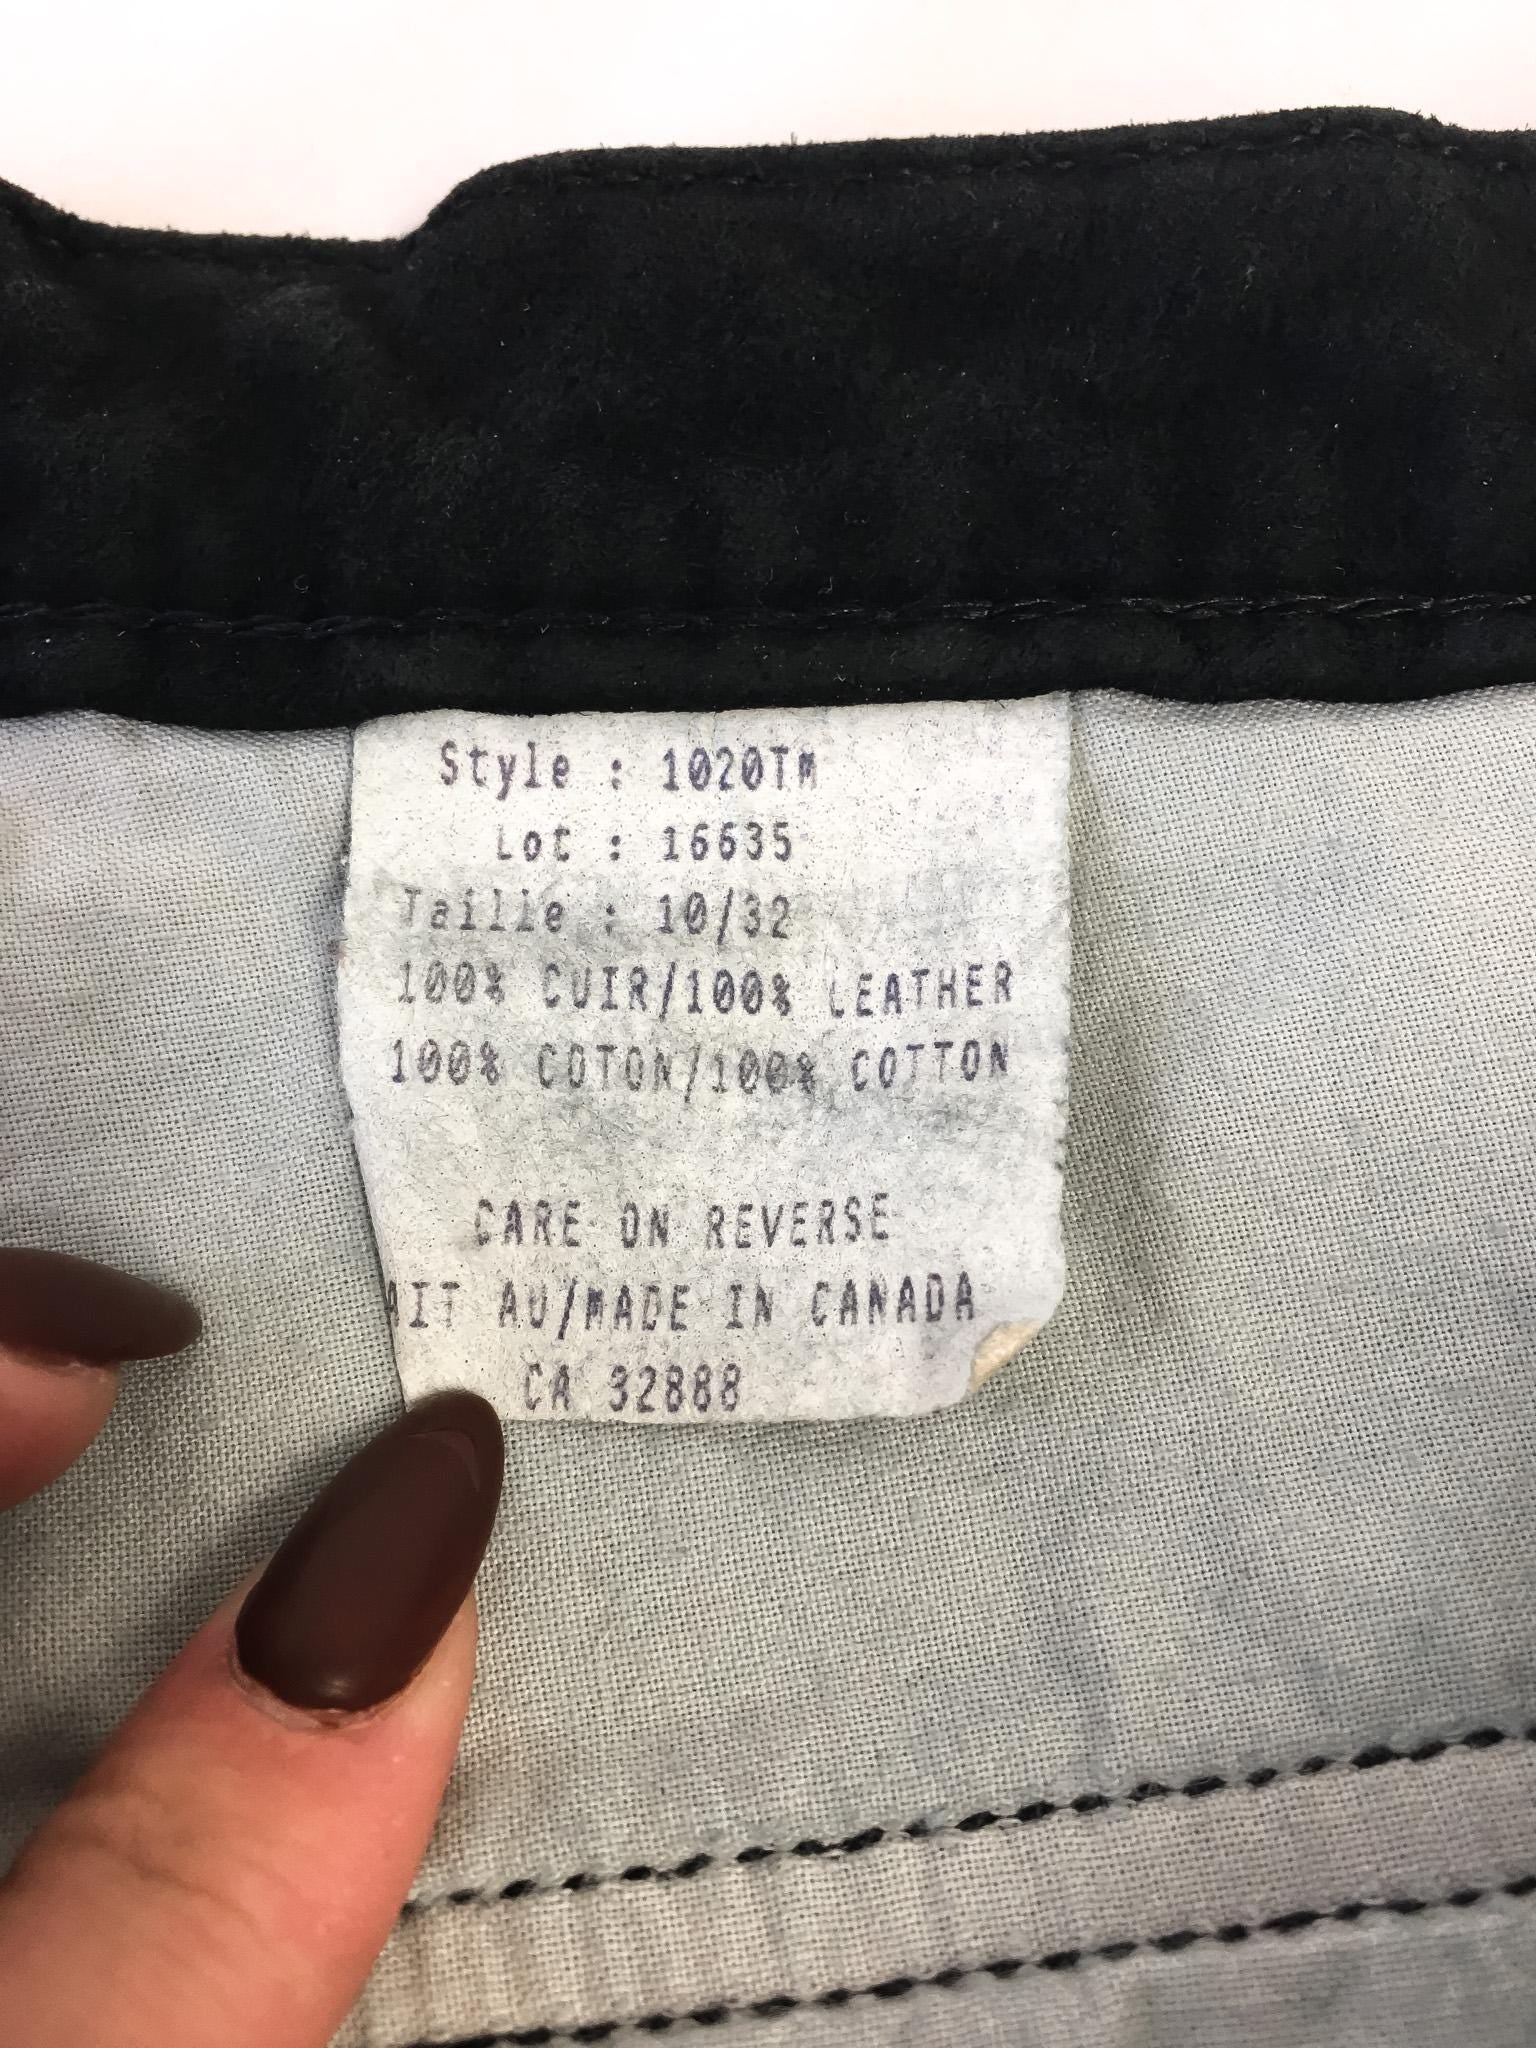 Style : 1020TM
Lot : 16635
Taille : 10/32
100% CUIR/100% LEATHER
100% COTON/100% COTTON
CARE ON REVERSE
AIT AU/MADE IN CANADA
CA 32888